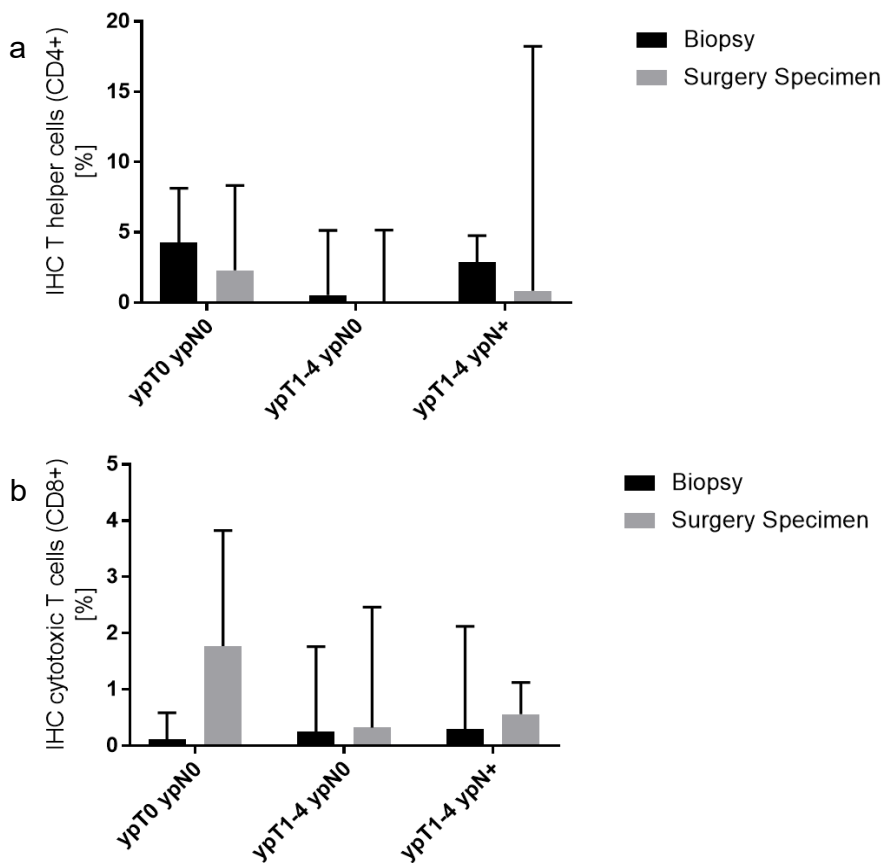 a
IHC T helper cells (CD4+)
[%]
20
15
10
5
0
ypT0 ypN0
ypT1-4 ypN0
ypT1-4 ypN+
Biopsy
Surgery Specimen
b
IHC cytotoxic T cells (CD8+)
[%]
5
4
3
2
1
0
ypT0 ypN0
ypT1-4 ypN0
ypT1-4 ypN+
Biopsy
Surgery Specimen